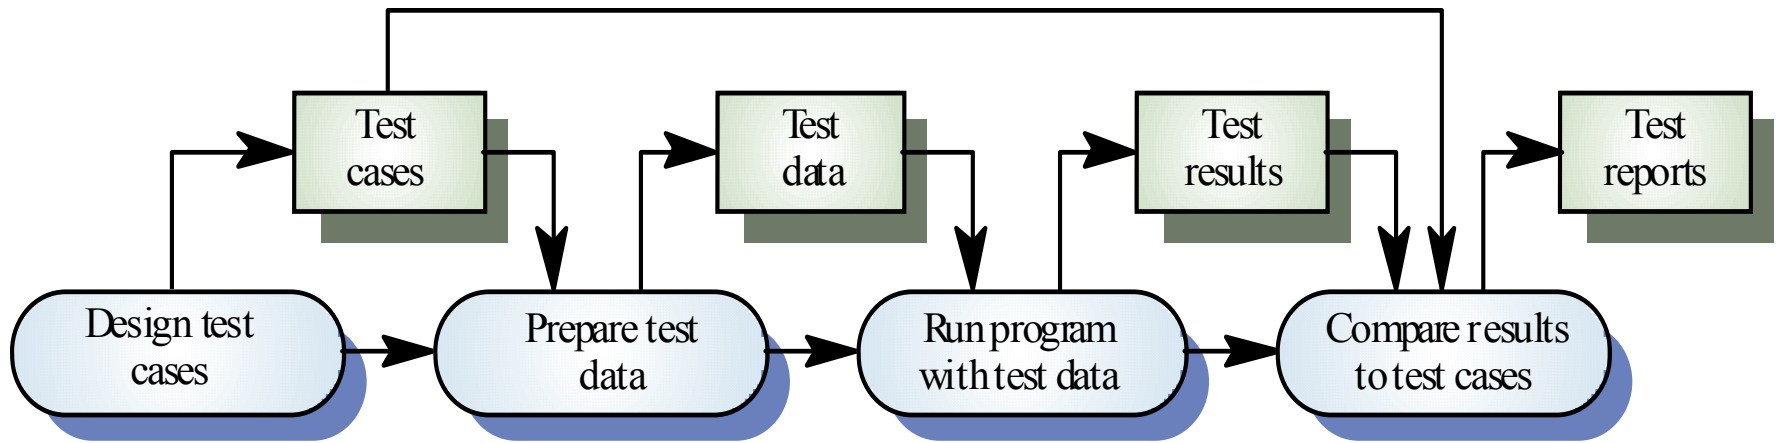 Test
cases
Test
data
Test
results
Test
reports
Design test
cases
Prepare test
data
Run program
with test data
Compare results
to test cases